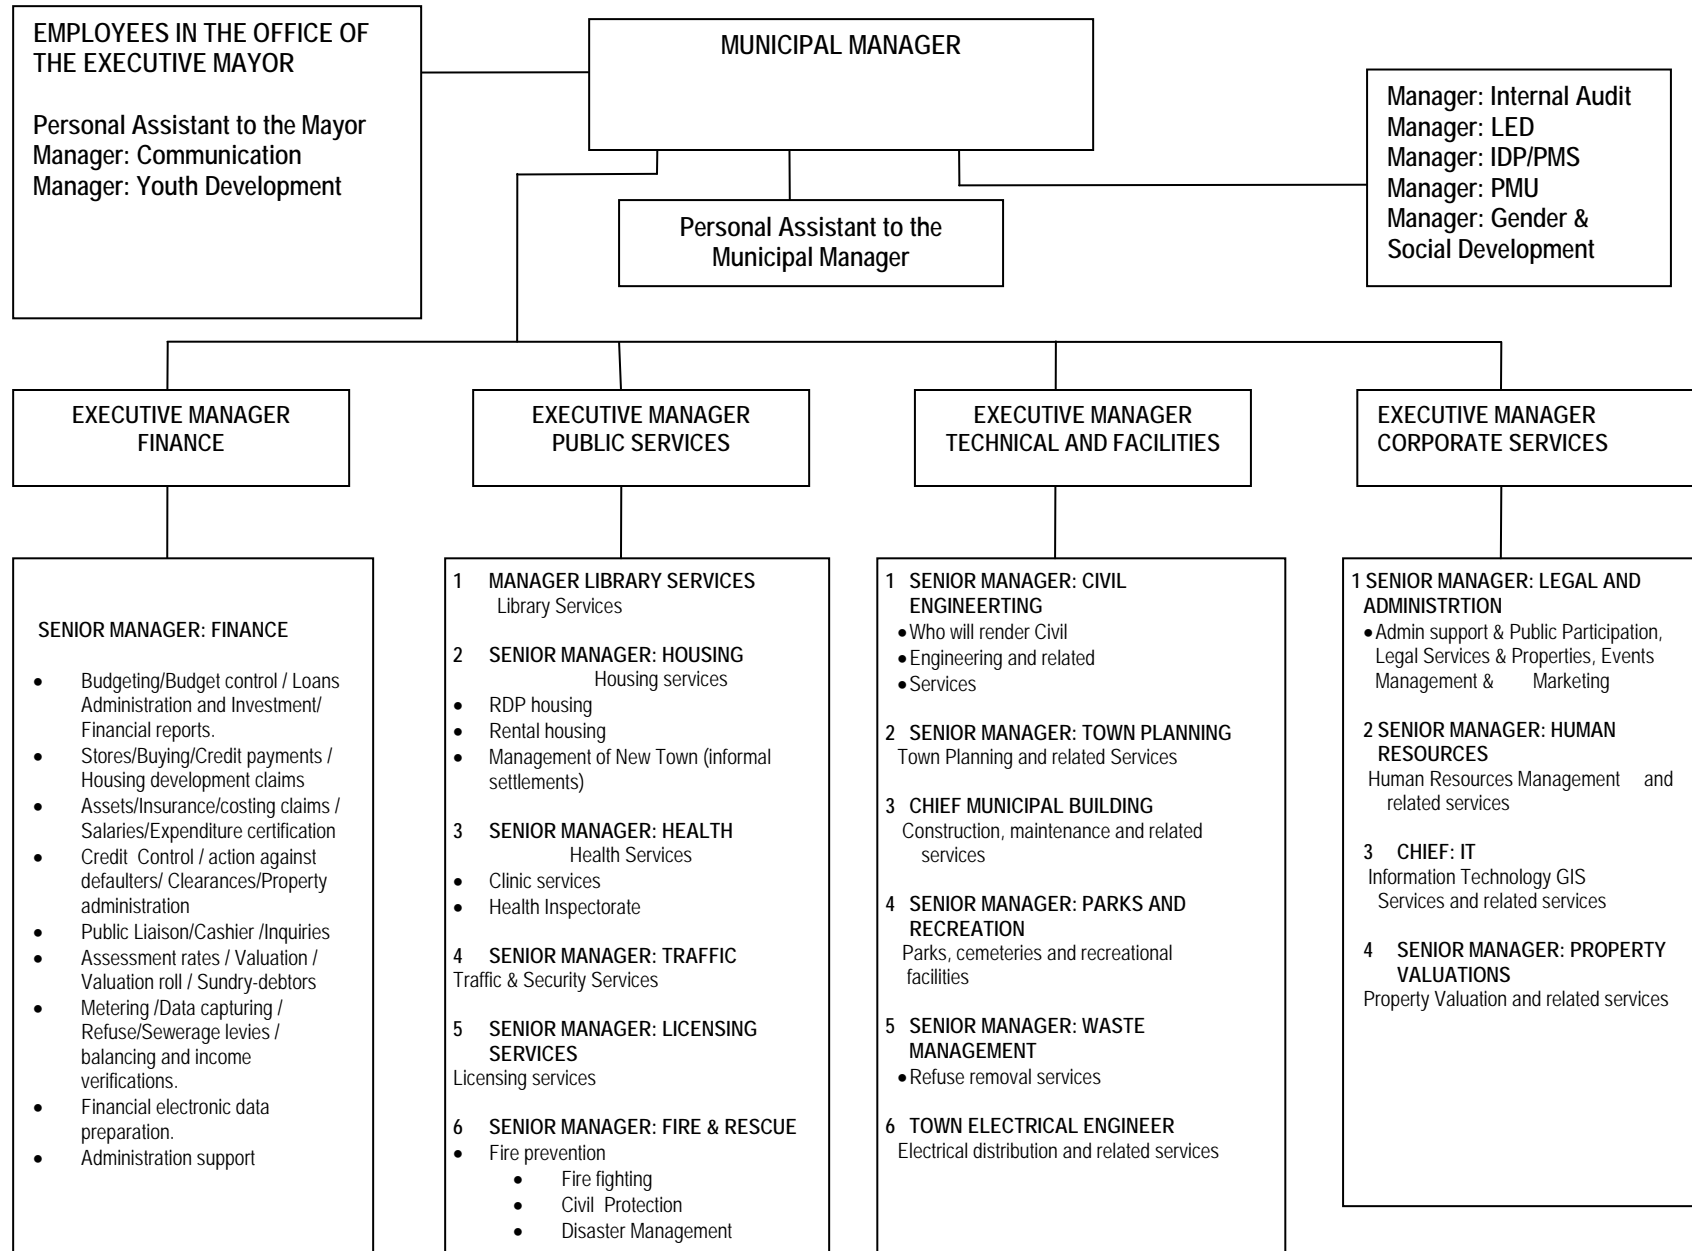 EMPLOYEES IN THE OFFICE OF
THE EXECUTIVE MAYOR
Personal Assistant to the Mayor
Manager: Communication
Manager: Youth Development
MUNICIPAL MANAGER
Manager: Internal Audit
Manager: LED
Manager: IDP/PMS
Manager: PMU
Manager: Gender &
Social Development
Personal Assistant to the
Municipal Manager
EXECUTIVE MANAGER
FINANCE
EXECUTIVE MANAGER
PUBLIC SERVICES
EXECUTIVE MANAGER
TECHNICAL AND FACILITIES
EXECUTIVE MANAGER
CORPORATE SERVICES
SENIOR MANAGER: FINANCE
• Budgeting/Budget control / Loans
Administration and Investment/
Financial reports.
• Stores/Buying/Credit payments /
Housing development claims
• Assets/Insurance/costing claims /
Salaries/Expenditure certification
• Credit Control / action against
defaulters/ Clearances/Property
administration
• Public Liaison/Cashier /Inquiries
• Assessment rates / Valuation /
Valuation roll / Sundry-debtors
• Metering /Data capturing /
Refuse/Sewerage levies /
balancing and income
verifications.
• Financial electronic data
preparation.
• Administration support
1 MANAGER LIBRARY SERVICES
Library Services
2 SENIOR MANAGER: HOUSING
Housing services
• RDP housing
• Rental housing
• Management of New Town (informal
settlements)
3 SENIOR MANAGER: HEALTH
Health Services
• Clinic services
• Health Inspectorate
4 SENIOR MANAGER: TRAFFIC
Traffic & Security Services
5 SENIOR MANAGER: LICENSING
SERVICES
Licensing services
6 SENIOR MANAGER: FIRE & RESCUE
• Fire prevention
• Fire fighting
• Civil Protection
• Disaster Management
1 SENIOR MANAGER: CIVIL
ENGINEERTING
• Who will render Civil
• Engineering and related
• Services
2 SENIOR MANAGER: TOWN PLANNING
Town Planning and related Services
3 CHIEF MUNICIPAL BUILDING
Construction, maintenance and related
services
4 SENIOR MANAGER: PARKS AND
RECREATION
Parks, cemeteries and recreational
facilities
5 SENIOR MANAGER: WASTE
MANAGEMENT
• Refuse removal services
6 TOWN ELECTRICAL ENGINEER
Electrical distribution and related services
1 SENIOR MANAGER: LEGAL AND
ADMINISTRTION
• Admin support & Public Participation,
Legal Services & Properties, Events
Management & Marketing
2 SENIOR MANAGER: HUMAN
RESOURCES
Human Resources Management and
related services
3 CHIEF: IT
Information Technology GIS
Services and related services
4 SENIOR MANAGER: PROPERTY
VALUATIONS
Property Valuation and related services